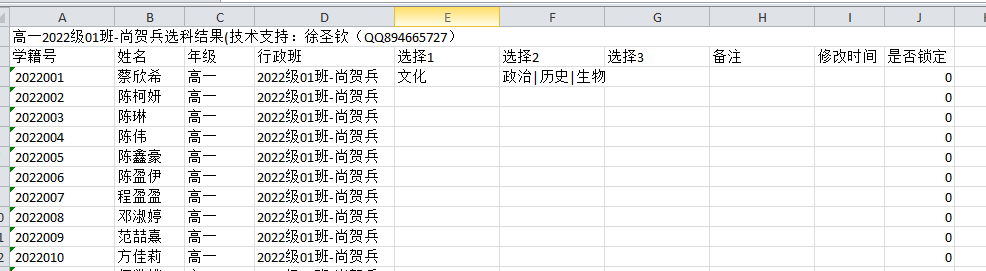 A B C D E F G H I J
高一2022级01班-尚贺兵选科结果(技术支持：徐圣钦（QQ894665727）
学籍号 姓名 年级 行政班 选择1 选择2 选择3 备注 修改时间 是否锁定
2022001 蔡欣希 高一 2022级01班-尚贺兵 文化 政治|历史|生物 0
2022002 陈柯妍 高一 2022级01班-尚贺兵 0
2022003 陈琳 高一 2022级01班-尚贺兵 0
2022004 陈伟 高一 2022级01班-尚贺兵 0
2022005 陈鑫豪 高一 2022级01班-尚贺兵 0
2022006 陈盈伊 高一 2022级01班-尚贺兵 0
2022007 程盈盈 高一 2022级01班-尚贺兵 0
2022008 邓淑婷 高一 2022级01班-尚贺兵 0
2022009 范喆熹 高一 2022级01班-尚贺兵 0
2022010 方佳莉 高一 2022级01班-尚贺兵 0